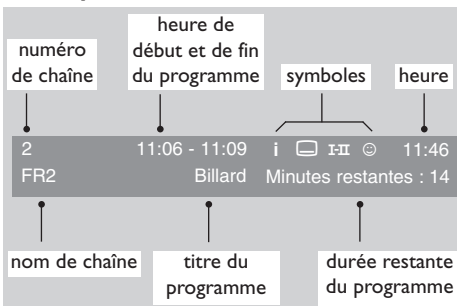 numéro
de chaîne
heure de
début et de fin
du programme
symboles
heure
2 11:06 - 11:09 i I-II 11:46
FR2 Billard Minutes restantes : 14
nom de chaîne
titre du
programme
durée restante
du programme